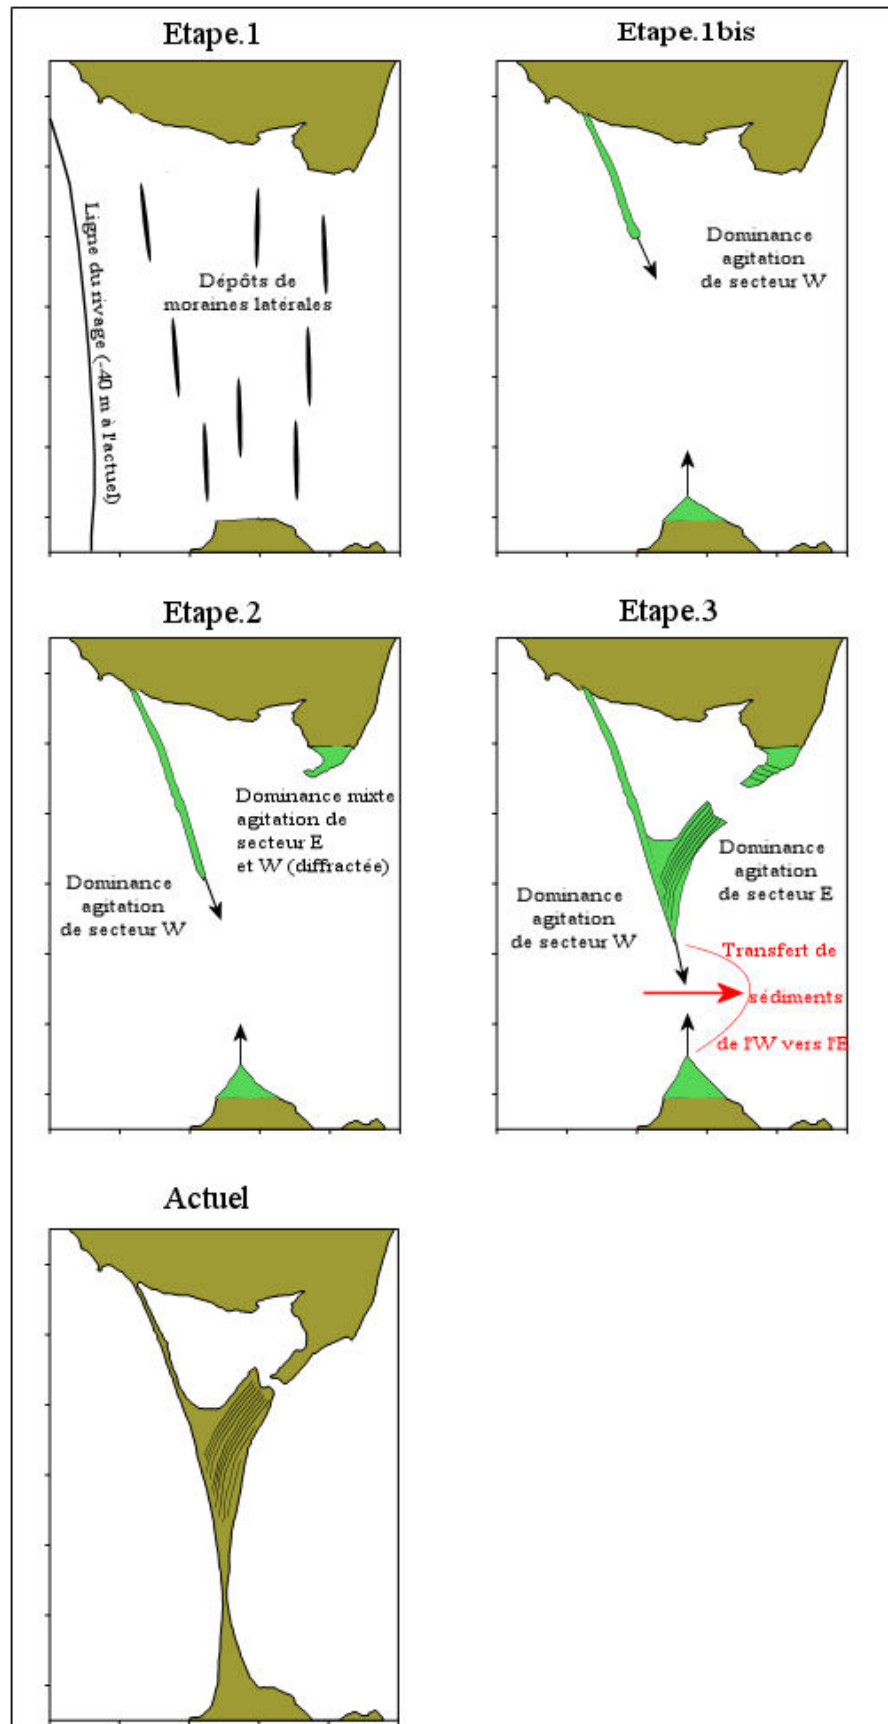 Etape.1
Ligne du rivage (-40 m à l'actuel)
Dépôts de
moraines latérales
Etape.1bis
Dominance
agitation
de secteur W
Etape.2
Dominance mixte
agitation de
secteur E
et W (diffractée)
Dominance
agitation
de secteur W
Etape.3
Dominance
agitation
de secteur E
Dominance
agitation
de secteur W
Transfert de
sédiments
de l'W vers l'E
Actuel